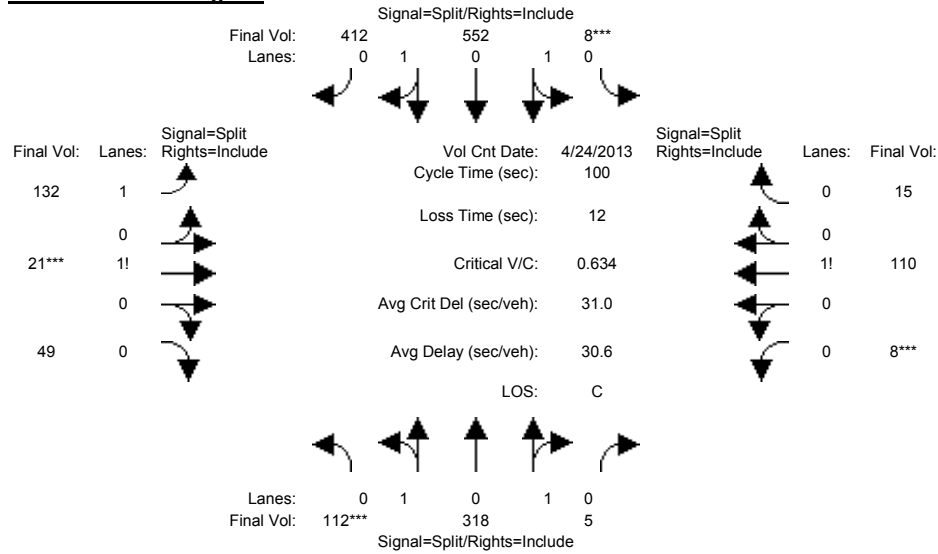 Signal=Split/Rights=Include
Final Vol: 412 552 8***
Lanes: 0 1 0 1 0
Signal=Split
Final Vol: Lanes: Rights=Include
Vol Cnt Date: 4/24/2013
Signal=Split
Rights=Include Lanes: Final Vol:
Cycle Time (sec): 100
132 1
0 15
Loss Time (sec): 12
0
0
21*** 1!
Critical V/C: 0.634
1! 110
0
Avg Crit Del (sec/veh): 31.0
0
49 0
Avg Delay (sec/veh): 30.6
0 8***
LOS: C
Lanes: 0 1 0 1 0
Final Vol: 112*** 318 5
Signal=Split/Rights=Include